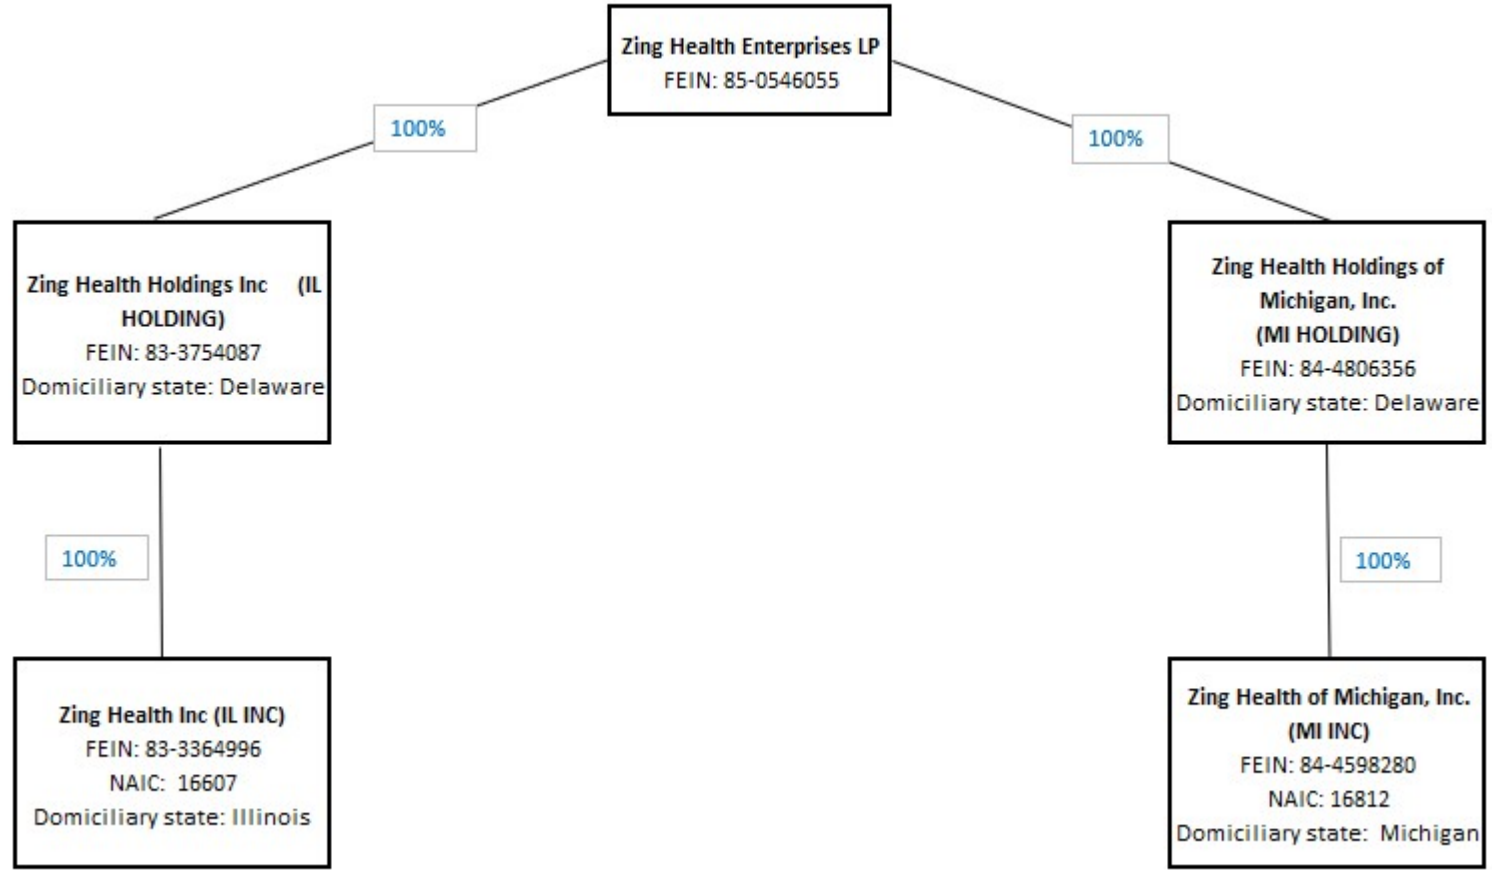 Zing Health Enterprises LP
FEIN: 85-0546055
100%
100%
Zing Health Holdings Inc (IL
HOLDING)
FEIN: 83-3754087
Domiciliary state: Delaware
Zing Health Holdings of
Michigan, Inc.
(MI HOLDING)
FEIN: 84-4806356
Domiciliary state: Delaware
100%
100%
Zing Health Inc (IL INC)
FEIN: 83-3364996
NAIC: 16607
Domiciliary state: Illinois
Zing Health of Michigan, Inc.
(MI INC)
FEIN: 84-4598280
NAIC: 16812
Domiciliary state: Michigan